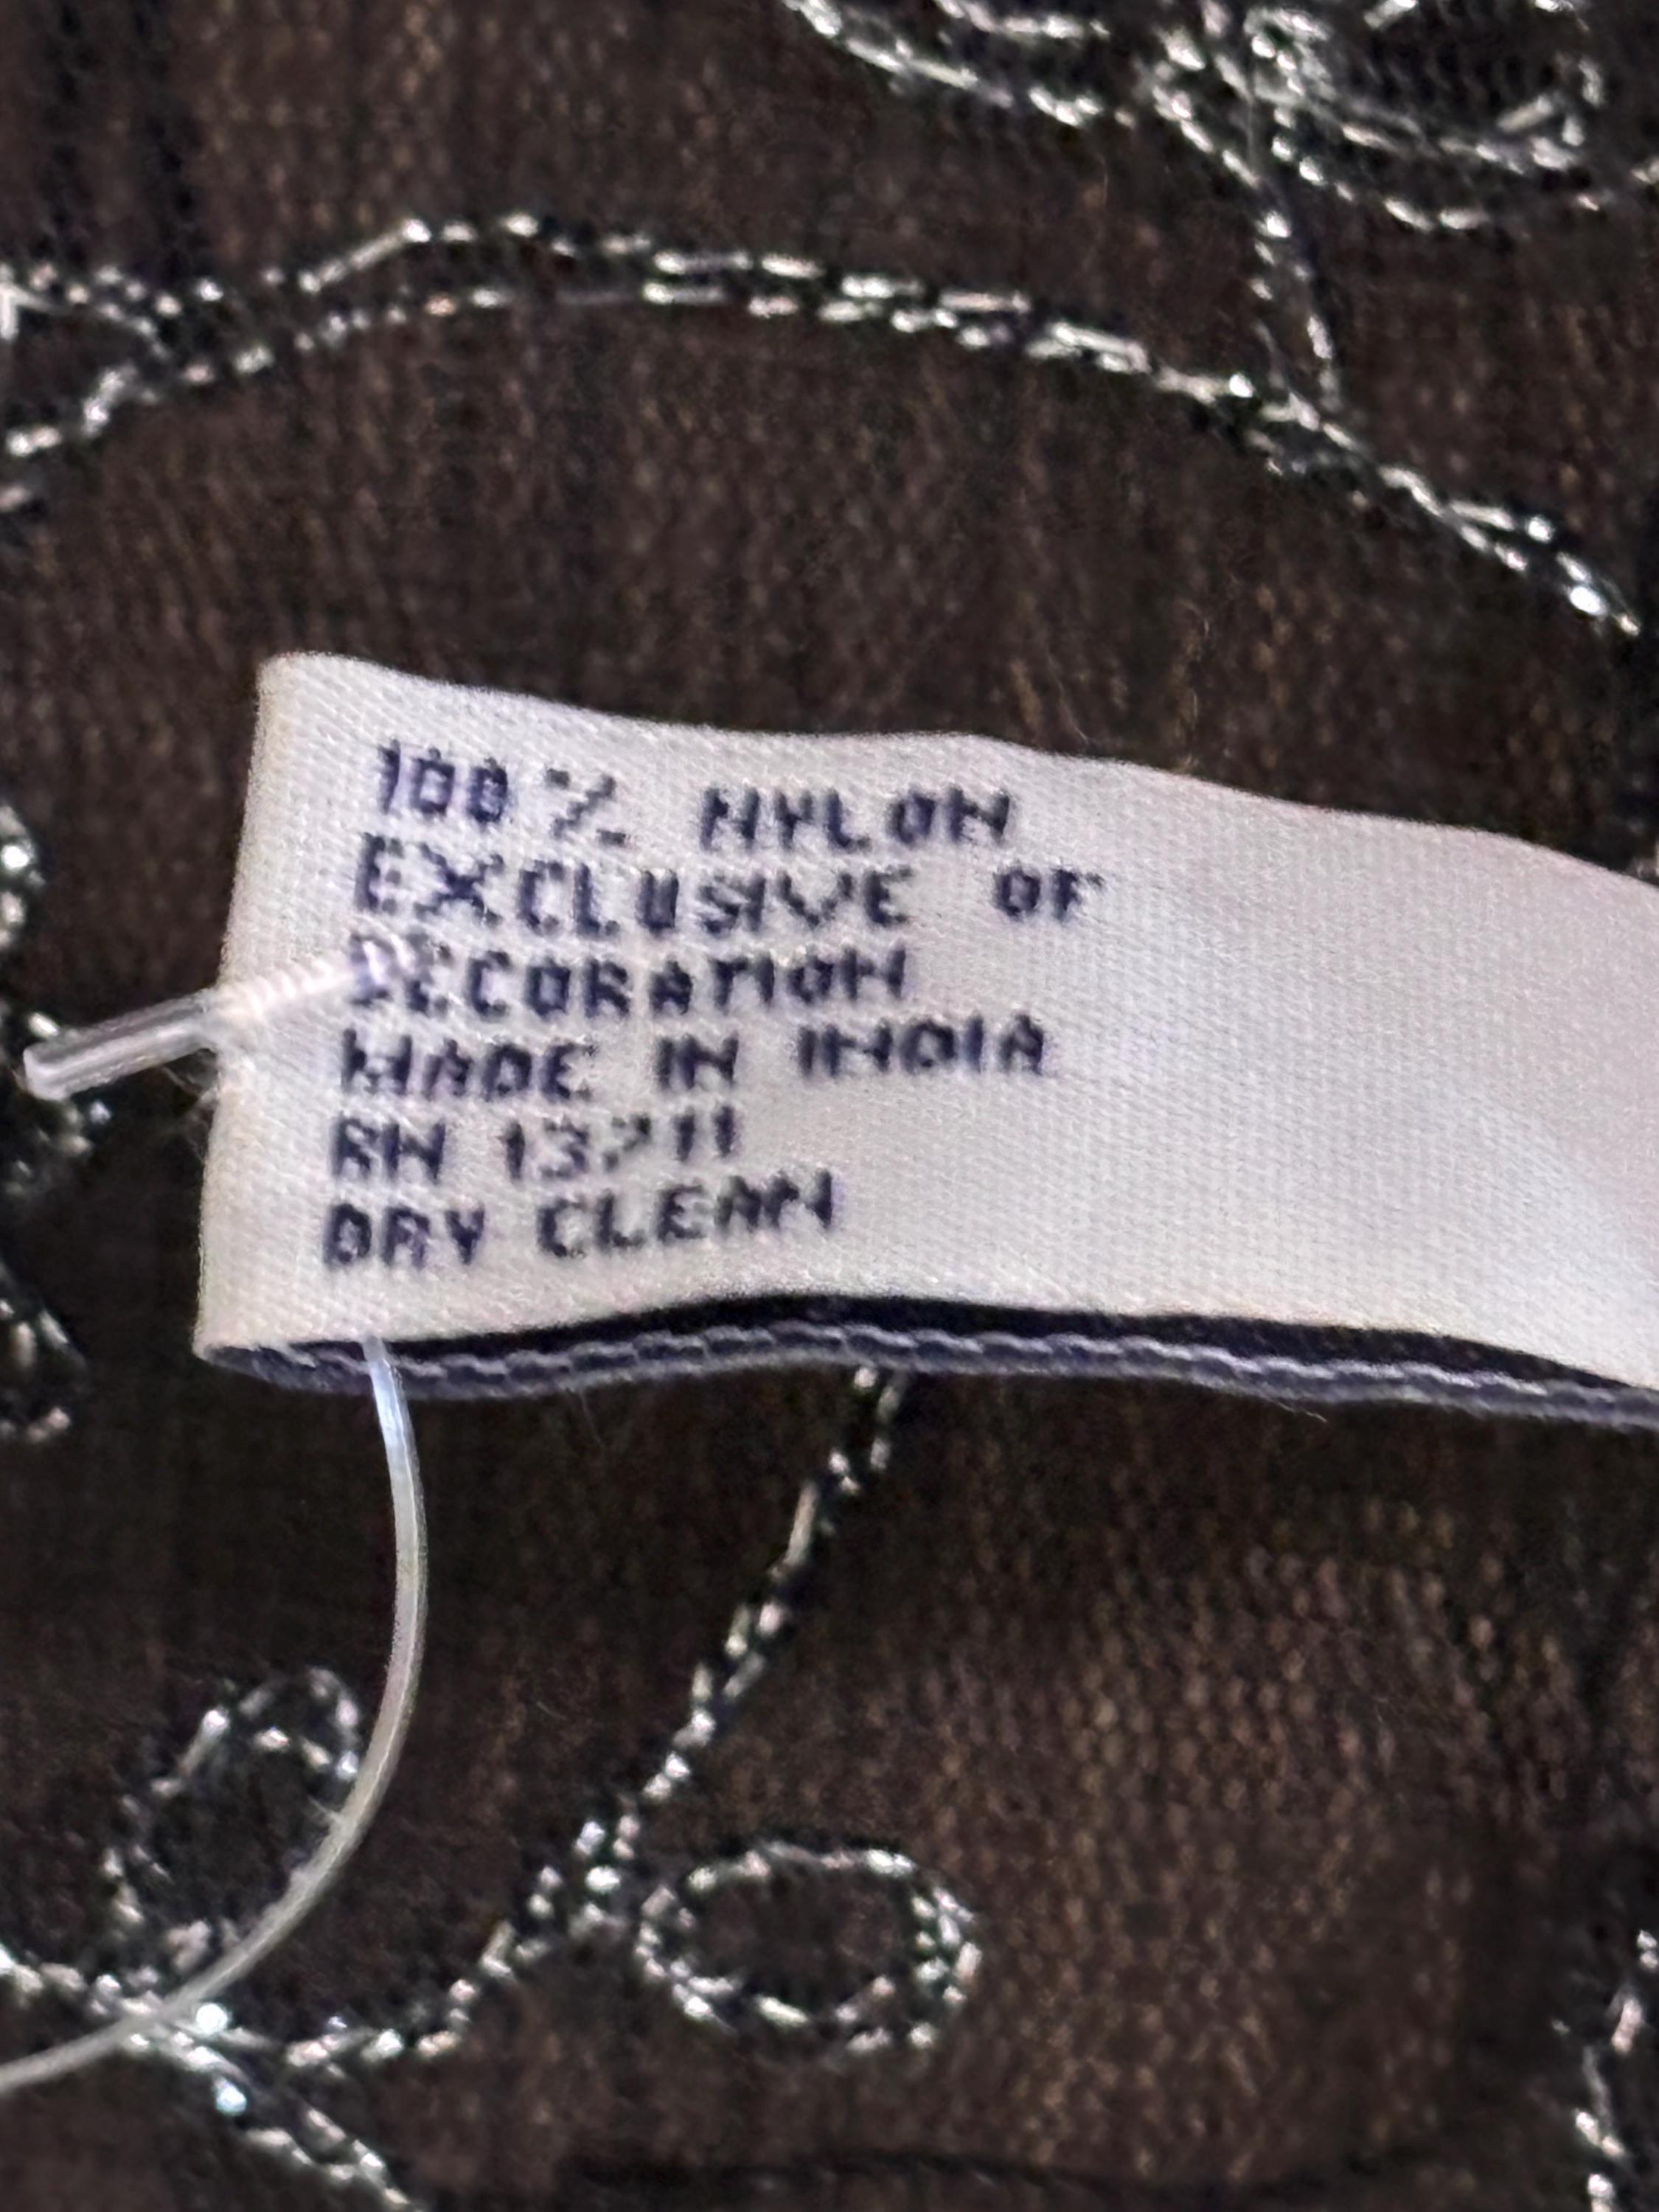 100% NYLON
EXCLUSIVE OF
DECORATION
MADE IN INDIA
RN 13711
DRY CLEAN